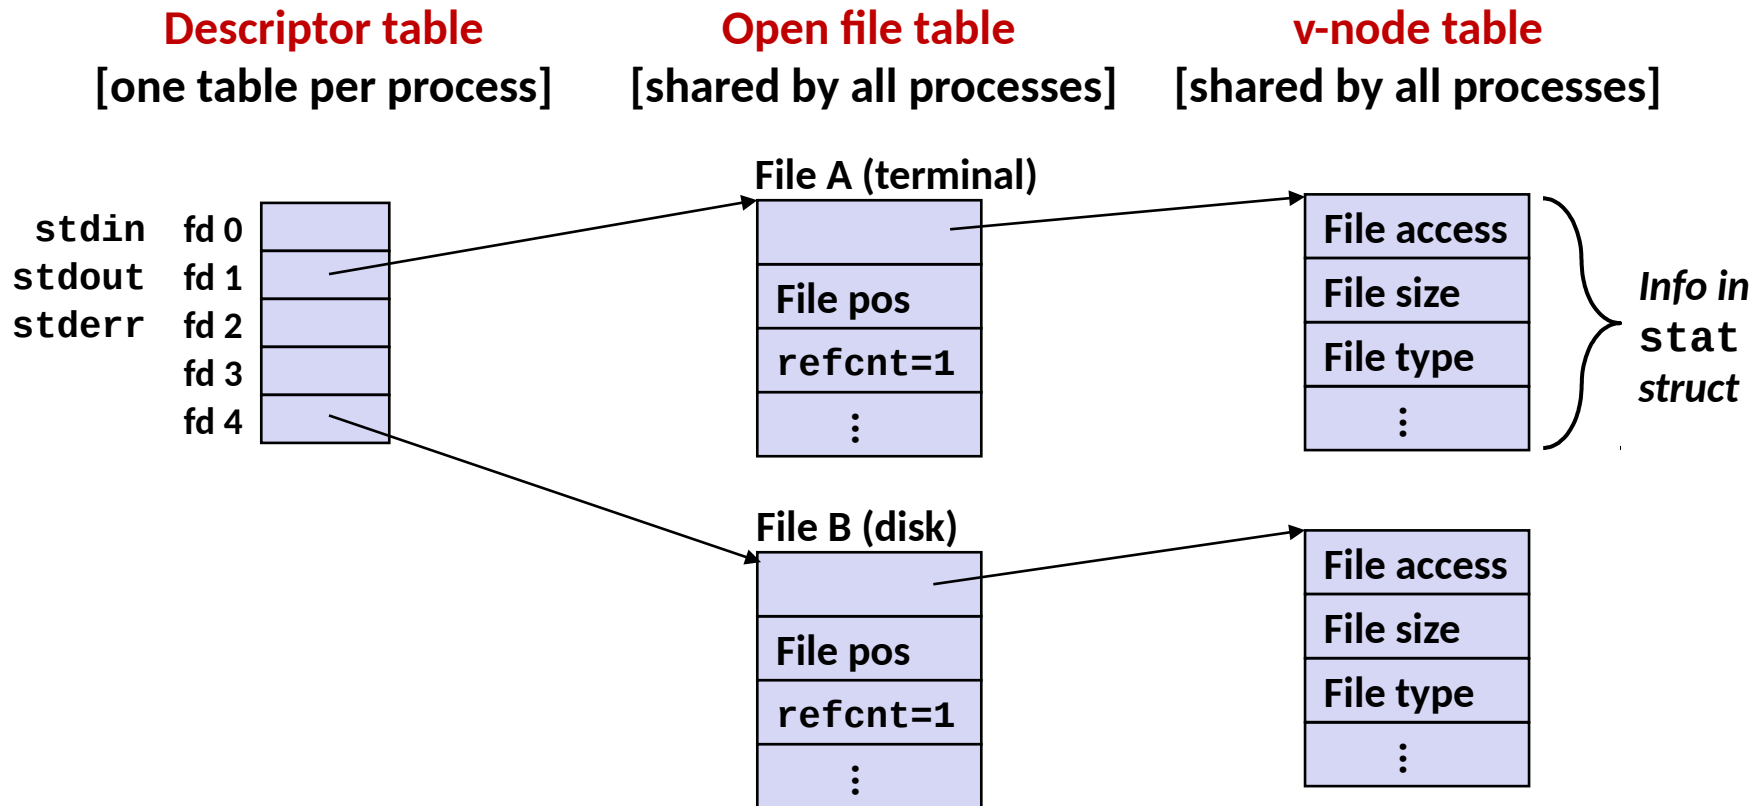 Descriptor table
[one table per process]
Open file table
[shared by all processes]
v-node table
[shared by all processes]
stdin fd 0
stdout fd 1
stderr fd 2
fd 3
fd 4
File A (terminal)
File pos
refcnt=1
⋮
File access
File size
File type
⋮
Info in
stat
struct
File B (disk)
File pos
refcnt=1
⋮
File access
File size
File type
⋮